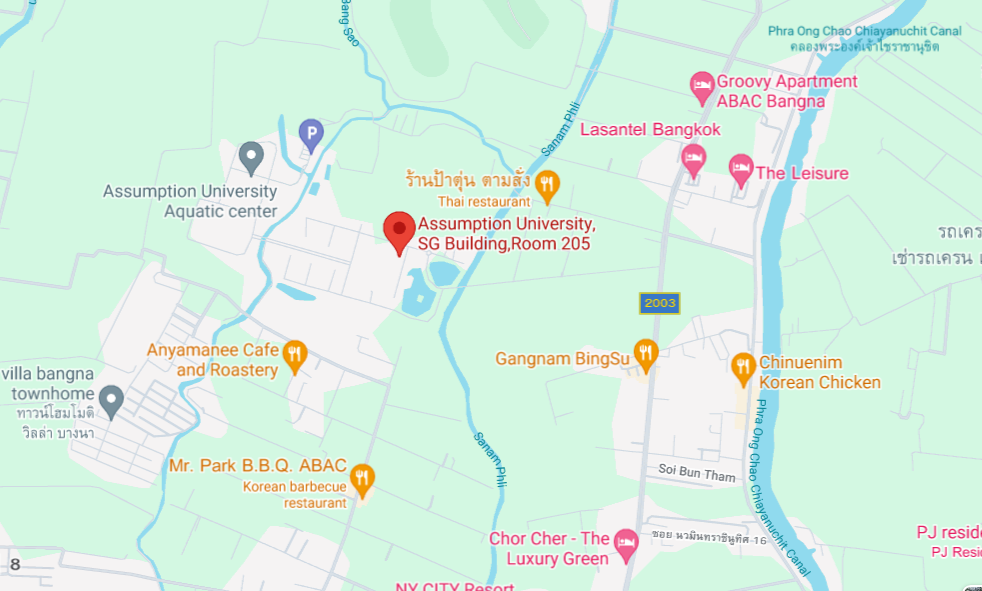 Bang Sao
Phra Ong Chao Chiayanuchit Canal
คลองพระองค์เจ้าไชยานุชิต
Groovy Apartment
ABAC Bangna
Sanam Phli
Lasantel Bangkok
P
The Leisure
Assumption University
Aquatic center
ร้านป้าตุ่น ตามสั่ง
Thai restaurant
Assumption University,
SG Building,Room 205
รถเคร
เช่ารถเครน
2003
Anyamanee Cafe
and Roastery
Gangnam BingSu
Chinuenim
Korean Chicken
villa bangna
townhome
ทาวน์โฮมโมดิ
วิลล่า บางนา
Phra Ong Chao Chiayanuchit Canal
Sanam Phli
Mr. Park B.B.Q. ABAC
Korean barbecue
restaurant
Soi Bun Tham
Chor Cher - The
Luxury Green
ซอย นวมินทราชินูทิศ 16
PJ reside
PJ Resid
8
NY CITY Resort